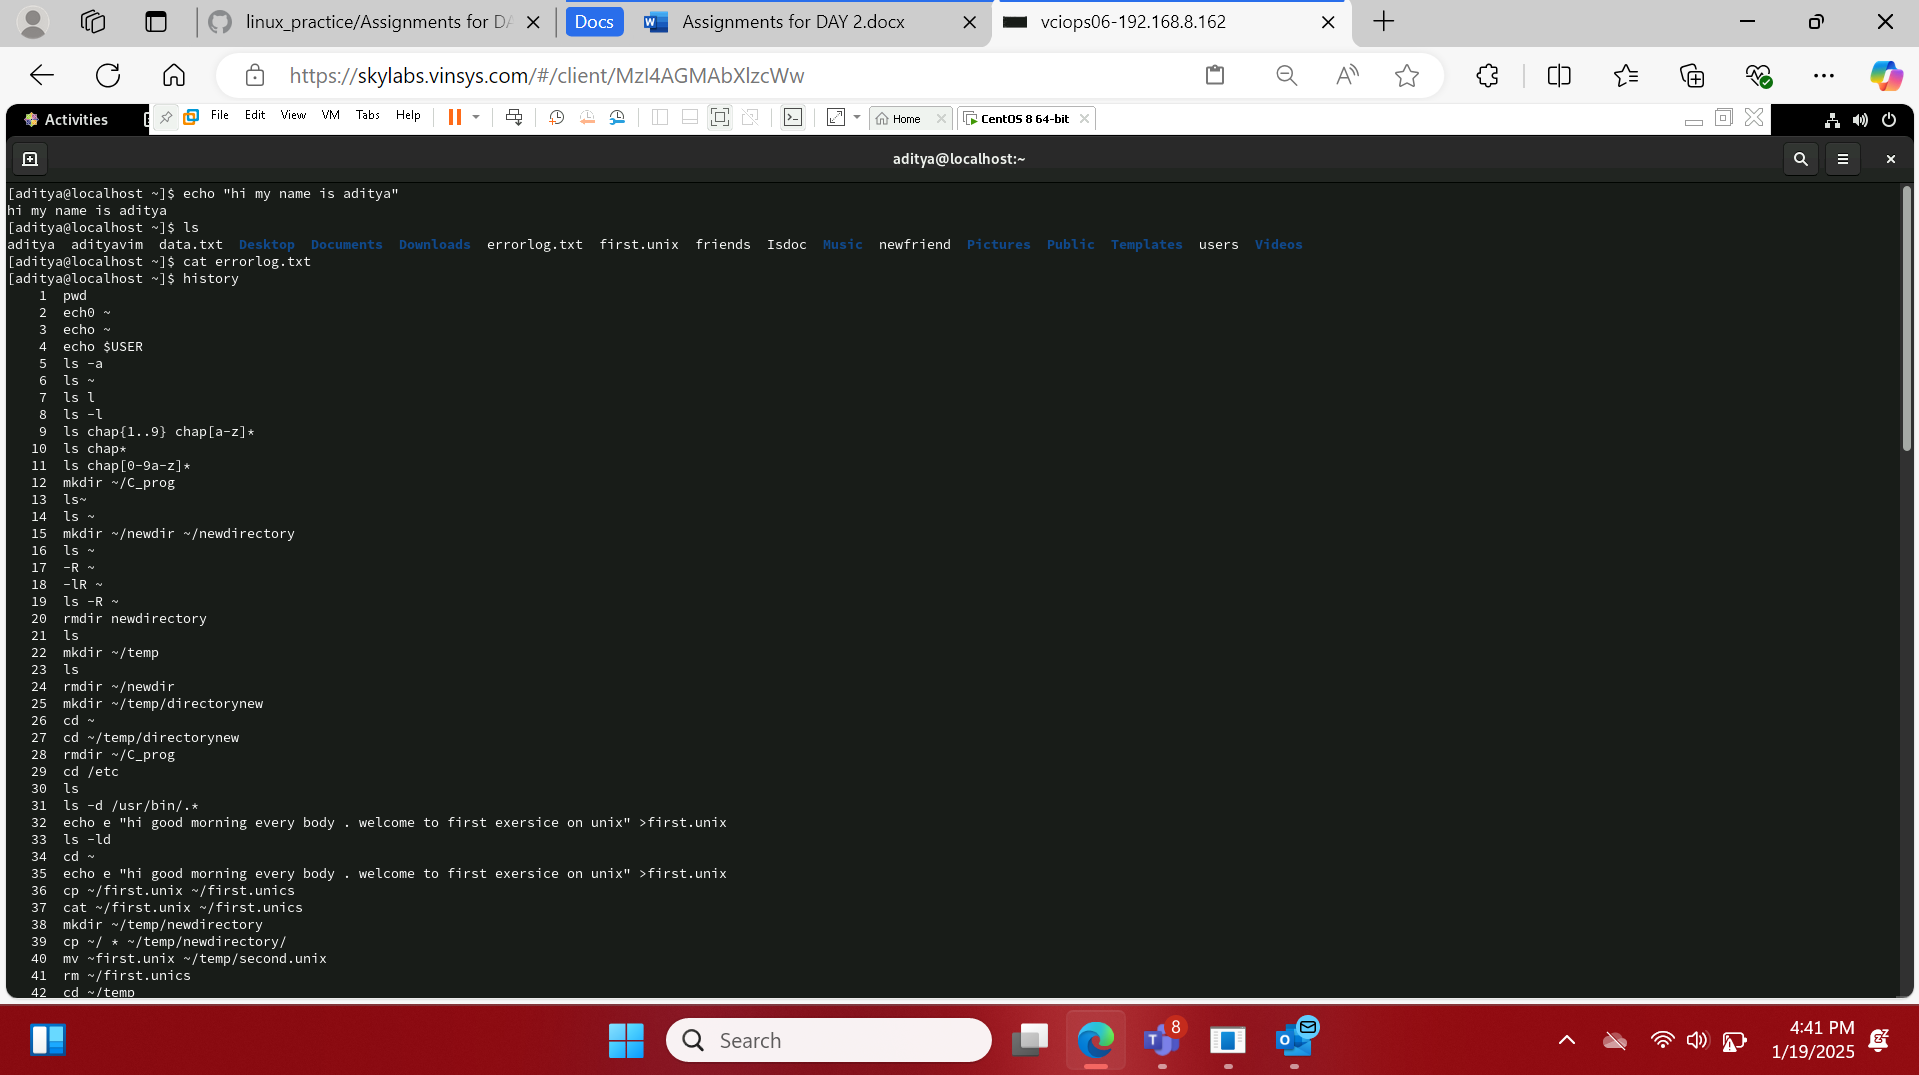 linux_practice/Assignments for DA
Docs
Assignments for DAY 2.docx
vciops06-192.168.8.162
https://skylabs.vinsys.com/#/client/MzI4AGMAbXlzcWw
Activities
File Edit View VM Tabs Help
Home
CentOS 8 64-bit
aditya@localhost:~
[aditya@localhost ~]$ echo "hi my name is aditya"
hi my name is aditya
[aditya@localhost ~]$ ls
aditya adityavim data.txt Desktop Documents Downloads errorlog.txt first.unix friends Isdoc Music newfriend Pictures Public Templates users Videos
[aditya@localhost ~]$ cat errorlog.txt
[aditya@localhost ~]$ history
1 pwd
2 ech0 ~
3 echo ~
4 echo $USER
5 ls -a
6 ls ~
7 ls l
8 ls -l
9 ls chap{1..9} chap[a-z]*
10 ls chap*
11 ls chap[0-9a-z]*
12 mkdir ~/C_prog
13 ls~
14 ls ~
15 mkdir ~/newdir ~/newdirectory
16 ls ~
17 -R ~
18 -lR ~
19 ls -R ~
20 rmdir newdirectory
21 ls
22 mkdir ~/temp
23 ls
24 rmdir ~/newdir
25 mkdir ~/temp/directorynew
26 cd ~
27 cd ~/temp/directorynew
28 rmdir ~/C_prog
29 cd /etc
30 ls
31 ls -d /usr/bin/.*
32 echo e "hi good morning every body . welcome to first exersice on unix" >first.unix
33 ls -ld
34 cd ~
35 echo e "hi good morning every body . welcome to first exersice on unix" >first.unix
36 cp ~/first.unix ~/first.unics
37 cat ~/first.unix ~/first.unics
38 mkdir ~/temp/newdirectory
39 cp ~/ * ~/temp/newdirectory/
40 mv ~first.unix ~/temp/second.unix
41 rm ~/first.unics
42 cd ~/temp
Search
8
4:41 PM
1/19/2025